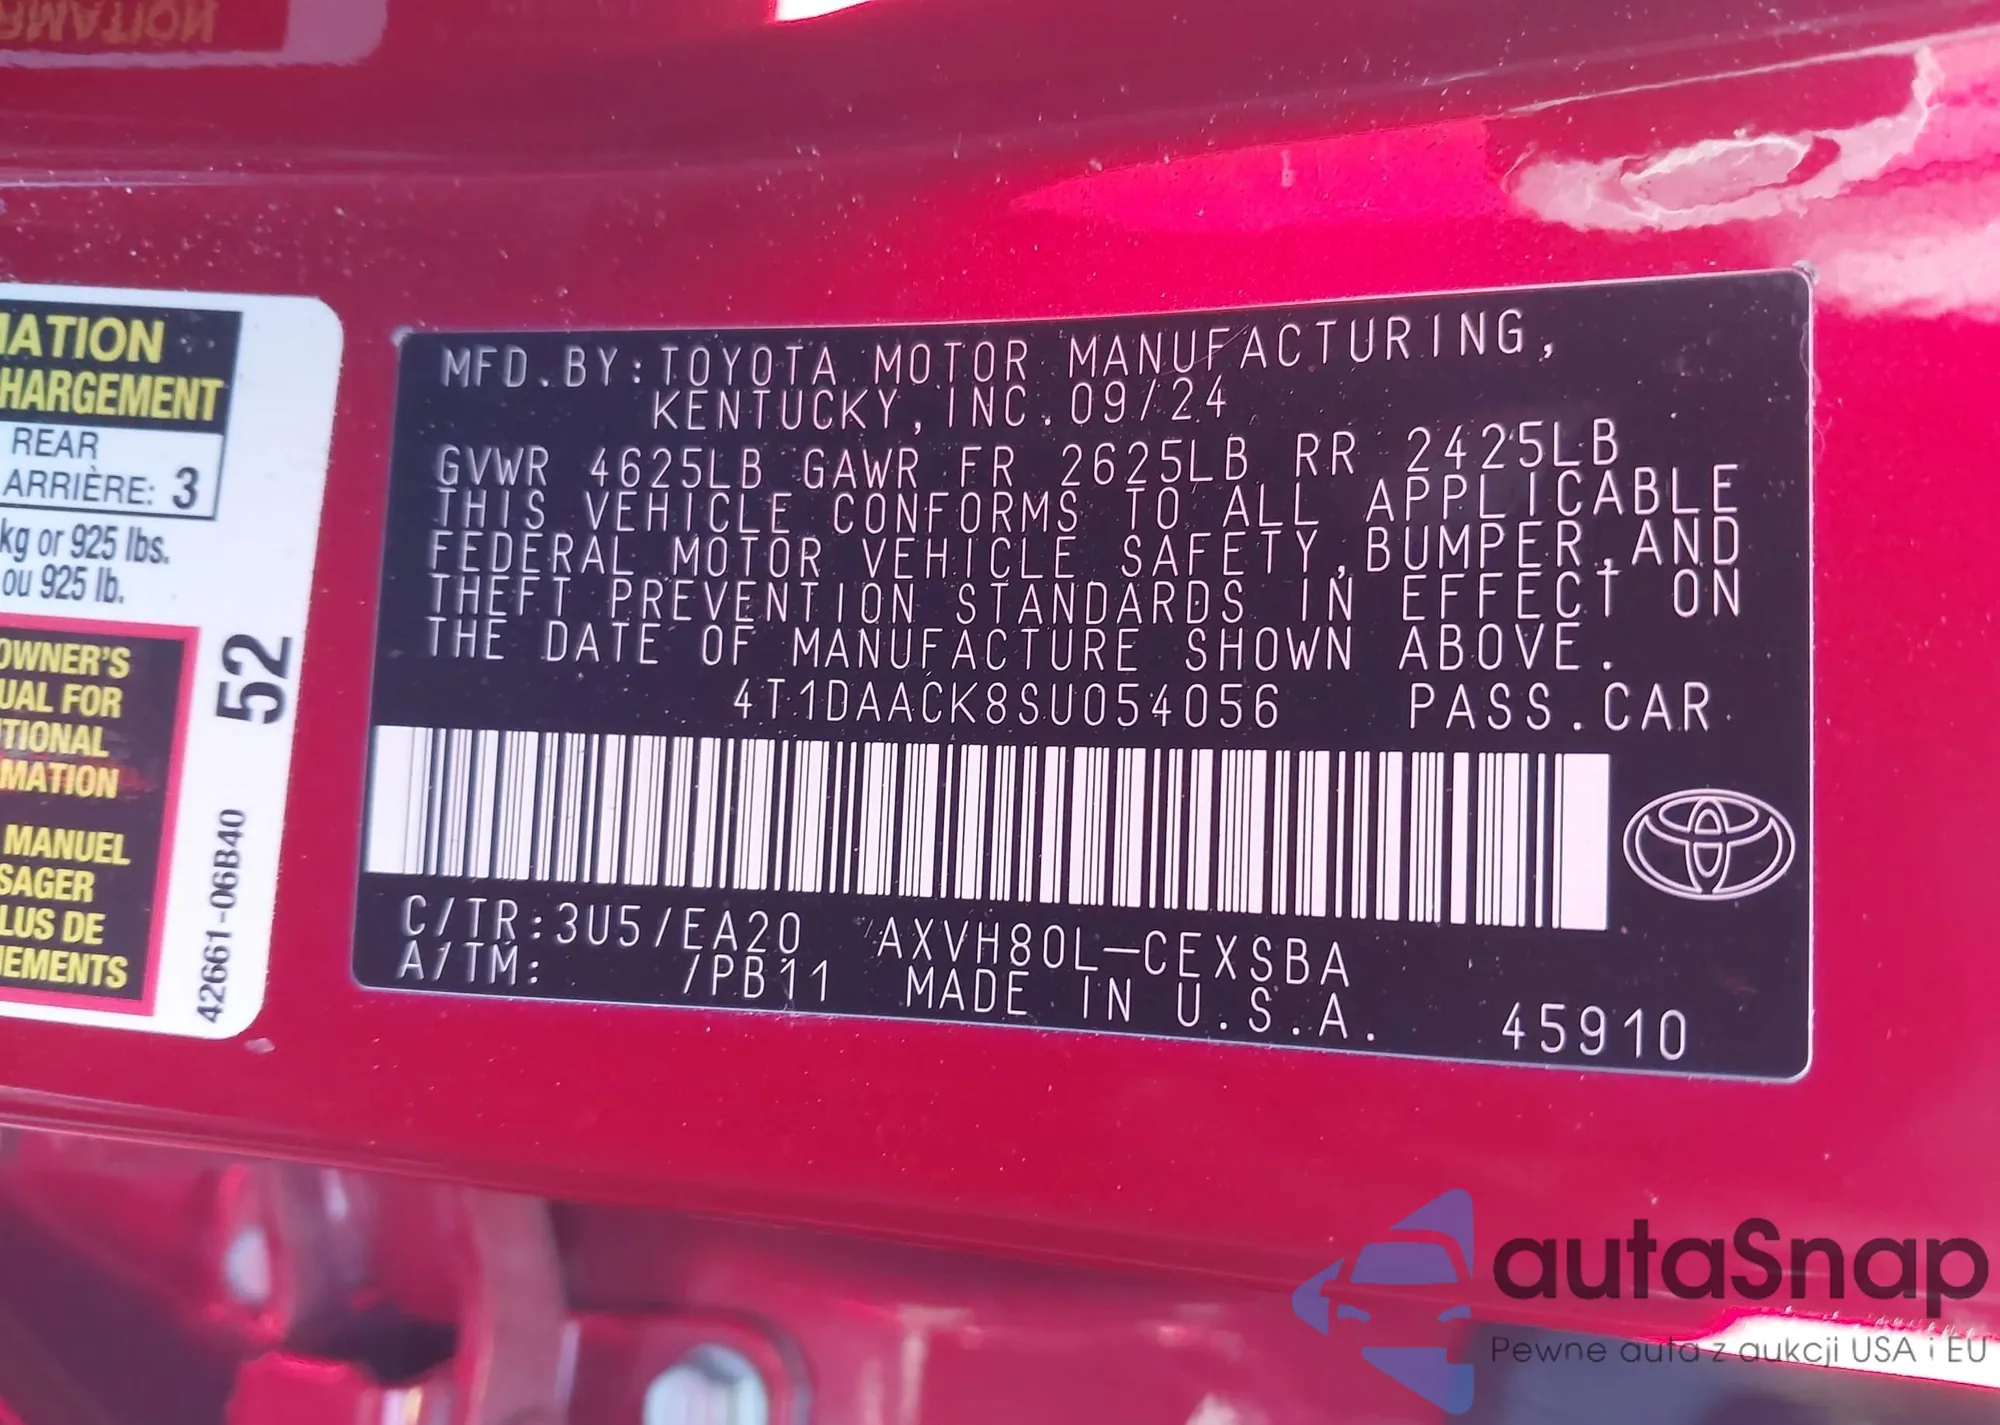 MATION
HARGEMENT
REAR
ARRIÈRE: 3
kg or 925 lbs.
ou 925 lb.
OWNER'S
UAL FOR
TIONAL
MATION
MANUEL
SAGER
LUS DE
IEMENTS
52
42661-06B40
MFD.BY:TOYOTA MOTOR MANUFACTURING,
KENTUCKY,INC.09/24
GVWR 4625LB GAWR FR 2625LB RR 2425LB
THIS VEHICLE CONFORMS TO ALL APPLICABLE
FEDERAL MOTOR VEHICLE SAFETY,BUMPER,AND
THEFT PREVENTION STANDARDS IN EFFECT ON
THE DATE OF MANUFACTURE SHOWN ABOVE.
4T1DAACK8SU054056 PASS.CAR
C/TR:3U5/EA20 AXVH80L-CEXSBA
A/TM: /PB11 MADE IN U.S.A. 45910
autaSnap
Pewne auta z aukcji USA i EU